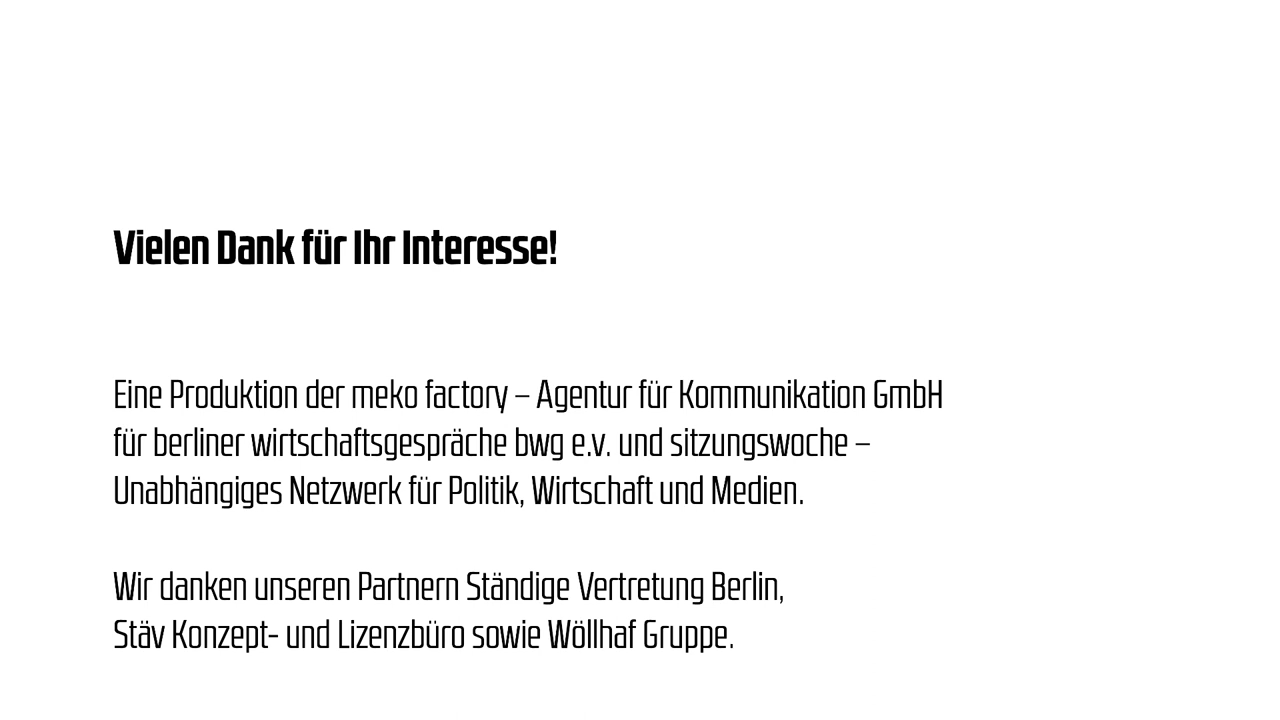 Vielen Dank für Ihr Interesse!
Eine Produktion der meko factory – Agentur für Kommunikation GmbH
für berliner wirtschaftsgespräche bwg e.v. und sitzungswoche –
Unabhängiges Netzwerk für Politik, Wirtschaft und Medien.
Wir danken unseren Partnern Ständige Vertretung Berlin,
Stäv Konzept- und Lizenzbüro sowie Wöllhaf Gruppe.